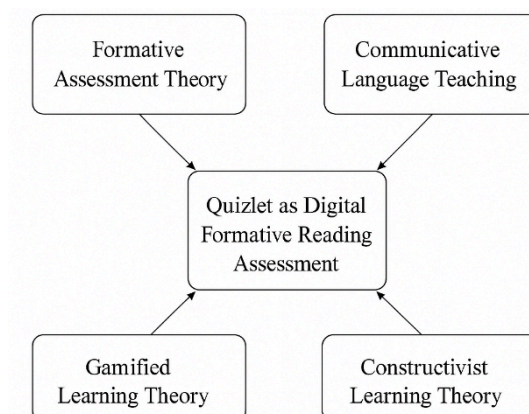 Formative
Assessment Theory
Communicative
Language Teaching
Quizlet as Digital
Formative Reading
Assessment
Gamified
Learning Theory
Constructivist
Learning Theory